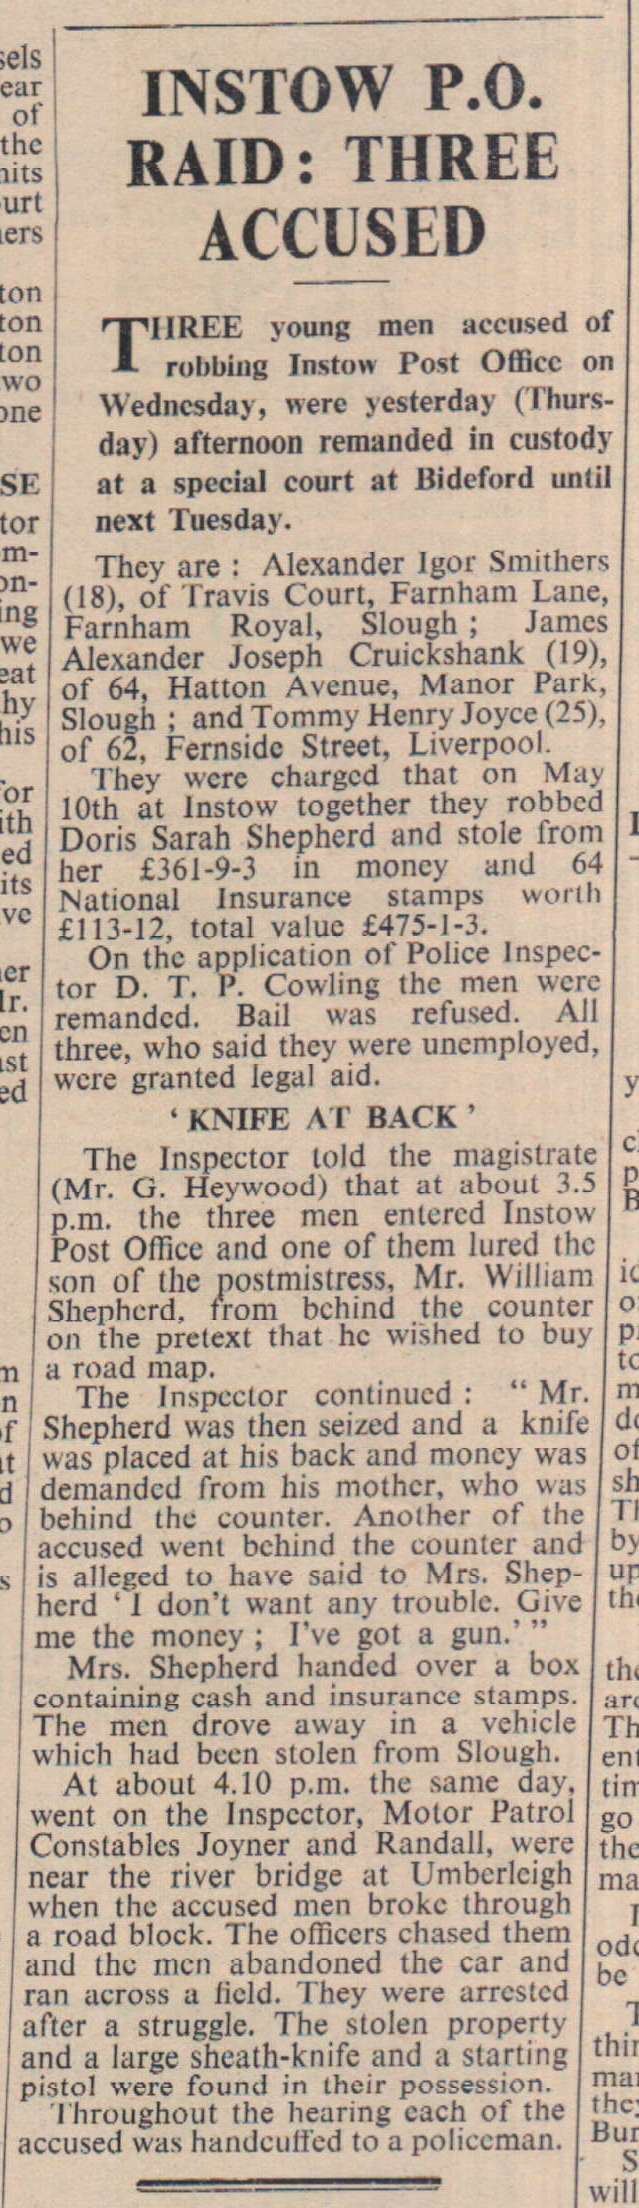 INSTOW P.O.
RAID: THREE
ACCUSED
THREE young men accused of
robbing Instow Post Office on
Wednesday, were yesterday (Thurs-
day) afternoon remanded in custody
at a special court at Bideford until
next Tuesday.
They are : Alexander Igor Smithers
(18), of Travis Court, Farnham Lane,
Farnham Royal, Slough ; James
Alexander Joseph Cruickshank (19),
of 64, Hatton Avenue, Manor Park,
Slough ; and Tommy Henry Joyce (25),
of 62, Fernside Street, Liverpool.
They were charged that on May
10th at Instow together they robbed
Doris Sarah Shepherd and stole from
her £361-9-3 in money and 64
National Insurance stamps worth
£113-12, total value £475-1-3.
On the application of Police Inspec-
tor D. T. P. Cowling the men were
remanded. Bail was refused. All
three, who said they were unemployed,
were granted legal aid.
‘ KNIFE AT BACK ’
The Inspector told the magistrate
(Mr. G. Heywood) that at about 3.5
p.m. the three men entered Instow
Post Office and one of them lured the
son of the postmistress, Mr. William
Shepherd, from behind the counter
on the pretext that he wished to buy
a road map.
The Inspector continued : “ Mr.
Shepherd was then seized and a knife
was placed at his back and money was
demanded from his mother, who was
behind the counter. Another of the
accused went behind the counter and
is alleged to have said to Mrs. Shep-
herd ‘ I don't want any trouble. Give
me the money ; I've got a gun.’ ”
Mrs. Shepherd handed over a box
containing cash and insurance stamps.
The men drove away in a vehicle
which had been stolen from Slough.
At about 4.10 p.m. the same day,
went on the Inspector, Motor Patrol
Constables Joyner and Randall, were
near the river bridge at Umberleigh
when the accused men broke through
a road block. The officers chased them
and the men abandoned the car and
ran across a field. They were arrested
after a struggle. The stolen property
and a large sheath-knife and a starting
pistol were found in their possession.
Throughout the hearing each of the
accused was handcuffed to a policeman.